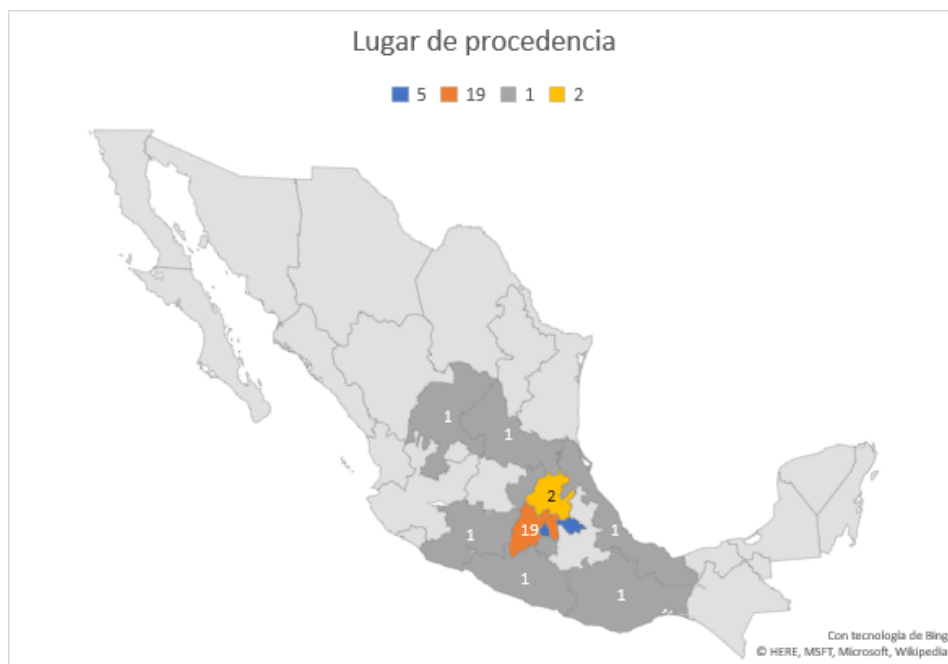 Lugar de procedencia
5 19 1 2
1
1
2
19
1
1
1
1
Con tecnología de Bing
© HERE, MSFT, Microsoft, Wikipedia